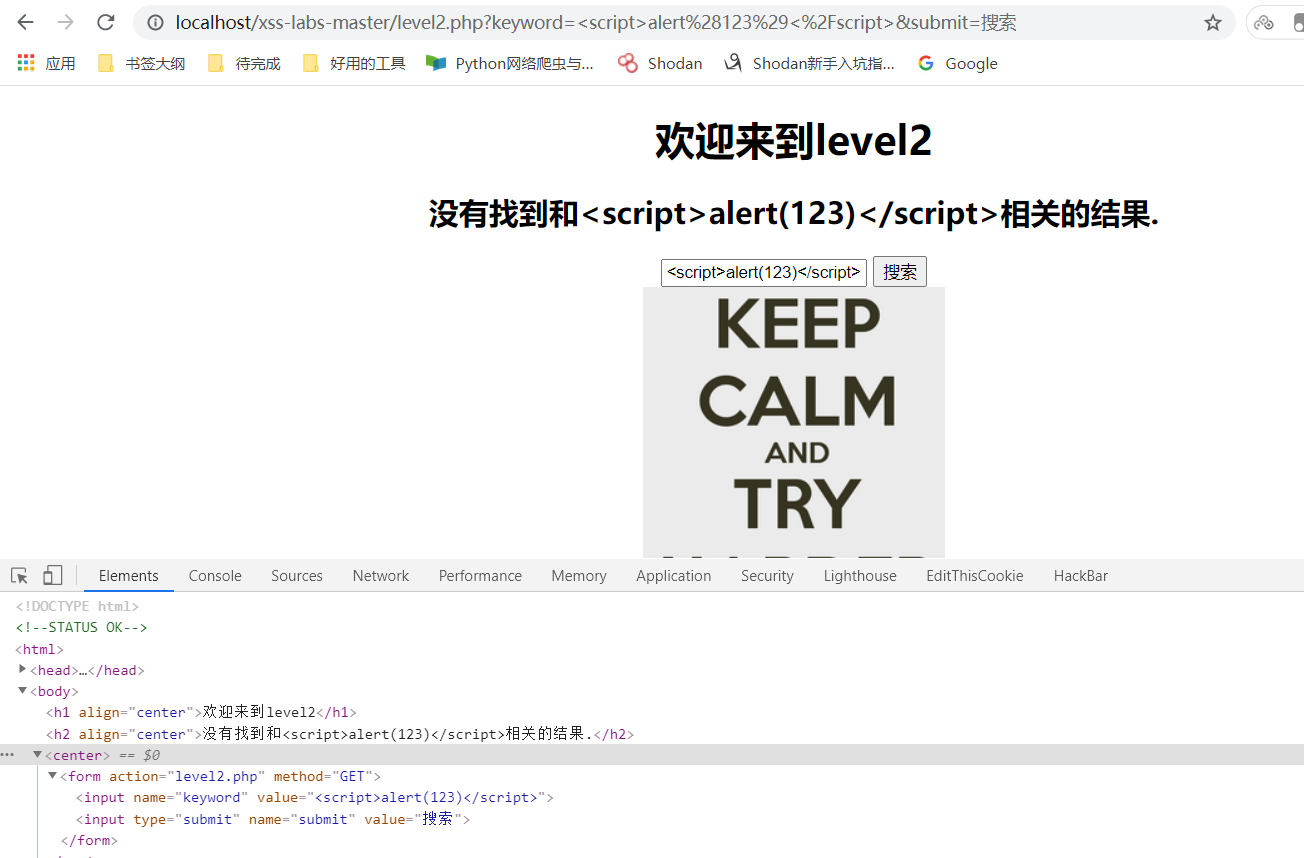 localhost/xss-labs-master/level2.php?keyword=<script>alert%28123%29<%2Fscript>&submit=搜索
应用 书签大纲 待完成 好用的工具 Python网络爬虫与... Shodan Shodan新手入坑指... Google
欢迎来到level2
没有找到和<script>alert(123)</script>相关的结果.
<script>alert(123)</script> 搜索
KEEP
CALM
AND
TRY
Elements Console Sources Network Performance Memory Application Security Lighthouse EditThisCookie HackBar
<!DOCTYPE html>
<!--STATUS OK-->
<html>
<head>…</head>
<body>
<h1 align="center">欢迎来到level2</h1>
<h2 align="center">没有找到和<script>alert(123)</script>相关的结果.</h2>
<center> == $0
<form action="level2.php" method="GET">
<input name="keyword" value="<script>alert(123)</script>">
<input type="submit" name="submit" value="搜索">
</form>